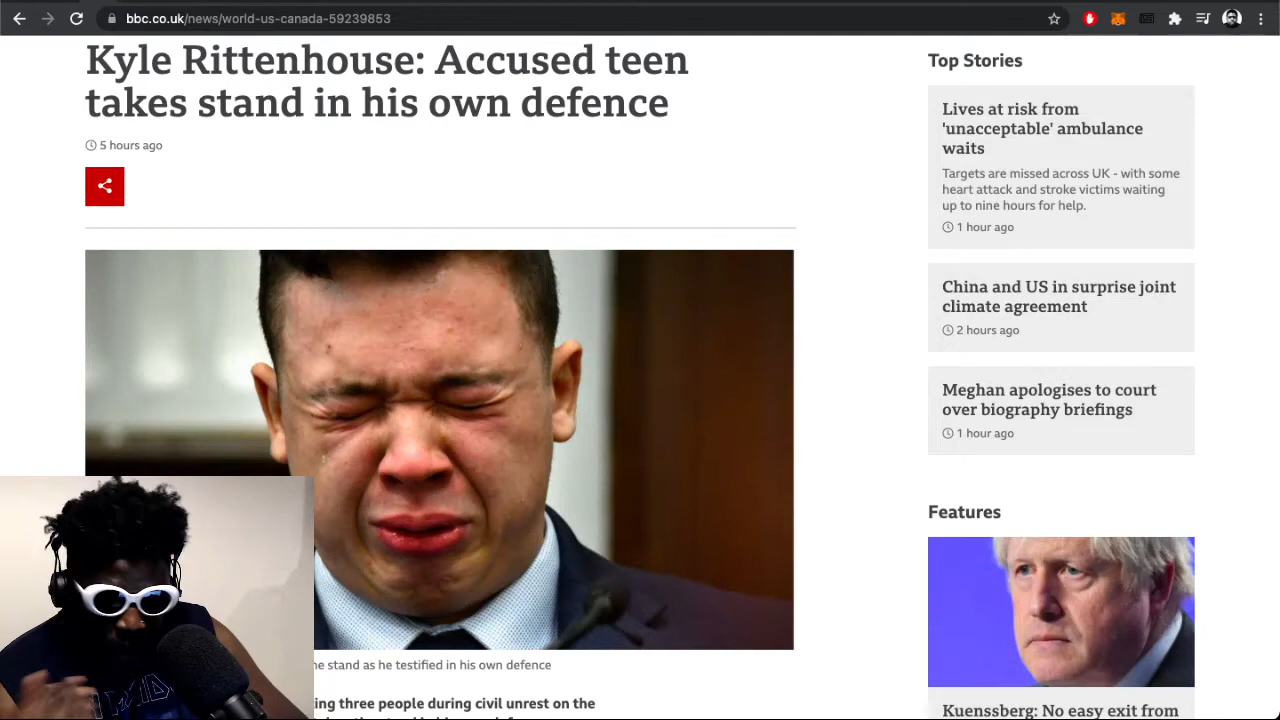 bbc.co.uk/news/world-us-canada-59239853
Kyle Rittenhouse: Accused teen
takes stand in his own defence
5 hours ago
he stand as he testified in his own defence
ing three people during civil unrest on the
Top Stories
Lives at risk from
'unacceptable' ambulance
waits
Targets are missed across UK - with some
heart attack and stroke victims waiting
up to nine hours for help.
1 hour ago
China and US in surprise joint
climate agreement
2 hours ago
Meghan apologises to court
over biography briefings
1 hour ago
Features
Kuenssberg: No easy exit from